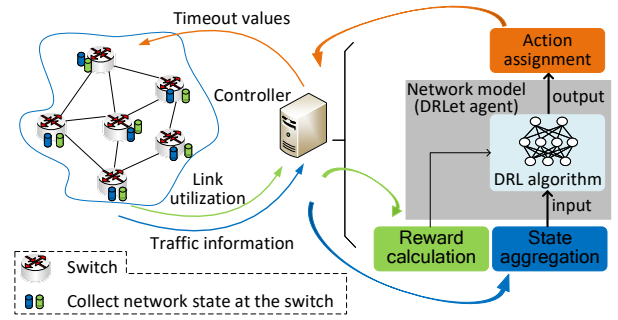 Timeout values
Controller
Link
utilization
Traffic information
Switch
Collect network state at the switch
Action
assignment
Network model
(DRLet agent)
output
DRL algorithm
input
Reward
calculation
State
aggregation